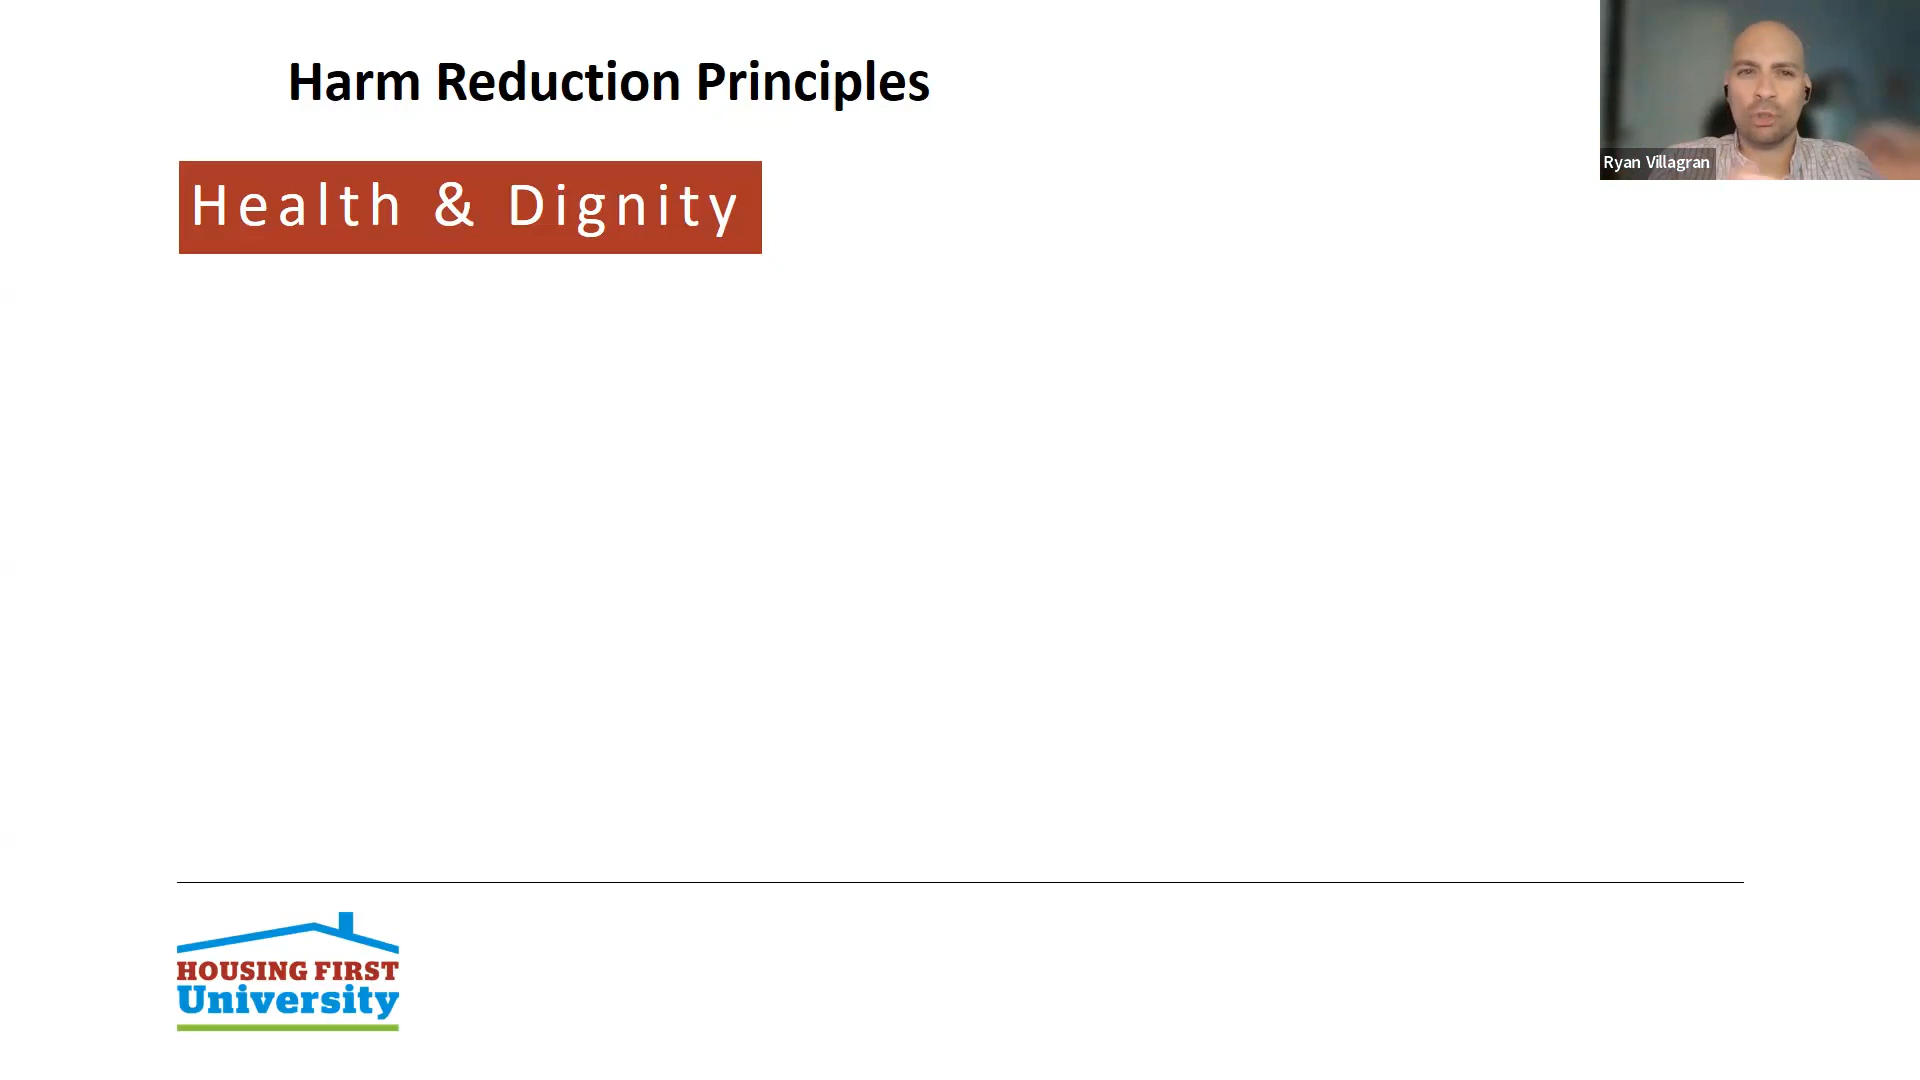 Harm Reduction Principles
Ryan Villagran
Health & Dignity
HOUSING FIRST
University